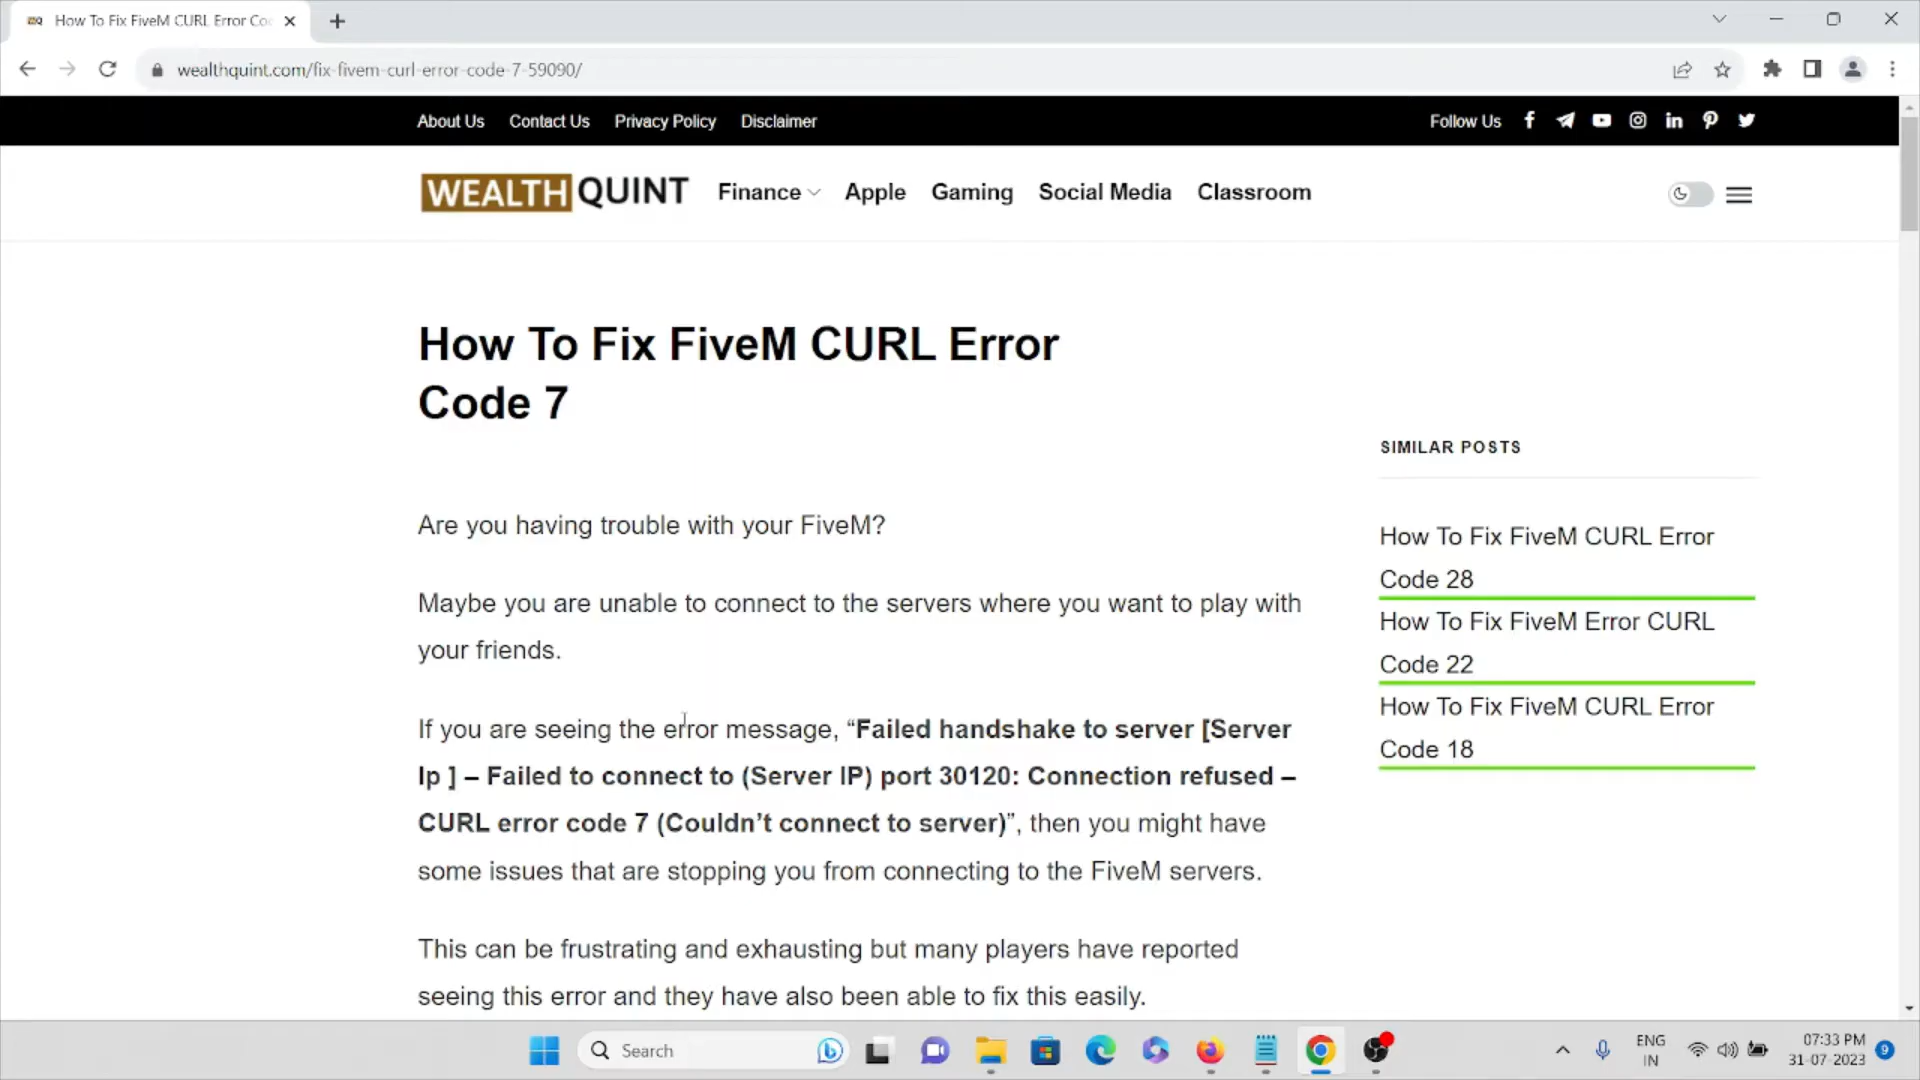 How To Fix FiveM CURL Error Co
wealthquint.com/fix-fivem-curl-error-code-7-59090/
About Us Contact Us Privacy Policy Disclaimer Follow Us
WEALTH QUINT Finance Apple Gaming Social Media Classroom
How To Fix FiveM CURL Error
Code 7
Are you having trouble with your FiveM?
Maybe you are unable to connect to the servers where you want to play with
your friends.
If you are seeing the error message, “Failed handshake to server [Server
Ip ] – Failed to connect to (Server IP) port 30120: Connection refused –
CURL error code 7 (Couldn’t connect to server)”, then you might have
some issues that are stopping you from connecting to the FiveM servers.
This can be frustrating and exhausting but many players have reported
seeing this error and they have also been able to fix this easily.
SIMILAR POSTS
How To Fix FiveM CURL Error
Code 28
How To Fix FiveM Error CURL
Code 22
How To Fix FiveM CURL Error
Code 18
Search
ENG
IN
07:33 PM
31-07-2023
9